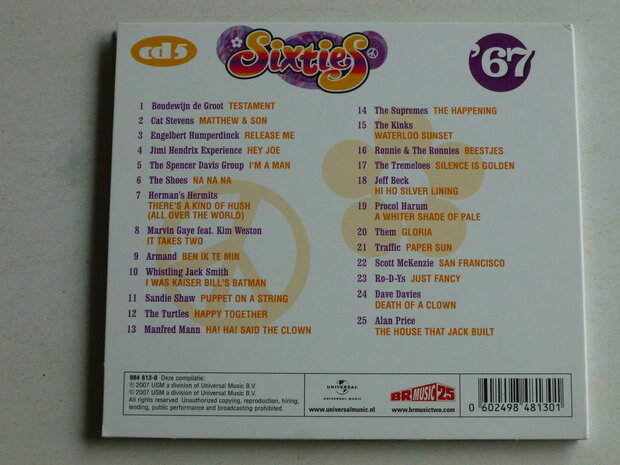 cd5
Sixties
'67
1 Boudewijn de Groot TESTAMENT
2 Cat Stevens MATTHEW & SON
3 Engelbert Humperdinck RELEASE ME
4 Jimi Hendrix Experience HEY JOE
5 The Spencer Davis Group I'M A MAN
6 The Shoes NA NA NA
7 Herman's Hermits
THERE'S A KIND OF HUSH
(ALL OVER THE WORLD)
8 Marvin Gaye feat. Kim Weston
IT TAKES TWO
9 Armand BEN IK TE MIN
10 Whistling Jack Smith
I WAS KAISER BILL'S BATMAN
11 Sandie Shaw PUPPET ON A STRING
12 The Turtles HAPPY TOGETHER
13 Manfred Mann HA! HA! SAID THE CLOWN
14 The Supremes THE HAPPENING
15 The Kinks
WATERLOO SUNSET
16 Ronnie & The Ronnies BEESTJES
17 The Tremeloes SILENCE IS GOLDEN
18 Jeff Beck
HI HO SILVER LINING
19 Procol Harum
A WHITER SHADE OF PALE
20 Them GLORIA
21 Traffic PAPER SUN
22 Scott McKenzie SAN FRANCISCO
23 Ro-D-Ys JUST FANCY
24 Dave Davies
DEATH OF A CLOWN
25 Alan Price
THE HOUSE THAT JACK BUILT
984 813-0 Deze compilatie:
℗ 2007 USM a division of Universal Music B.V.
© 2007 USM a division of Universal Music B.V.
All rights reserved. Unauthorized copying, reproduction, hiring,
lending, public performance and broadcasting prohibited.
UNIVERSAL
UNIVERSAL MUSIC
www.universalmusic.nl
BR MUSIC 25
www.brmusictwo.com
0 602498 481301